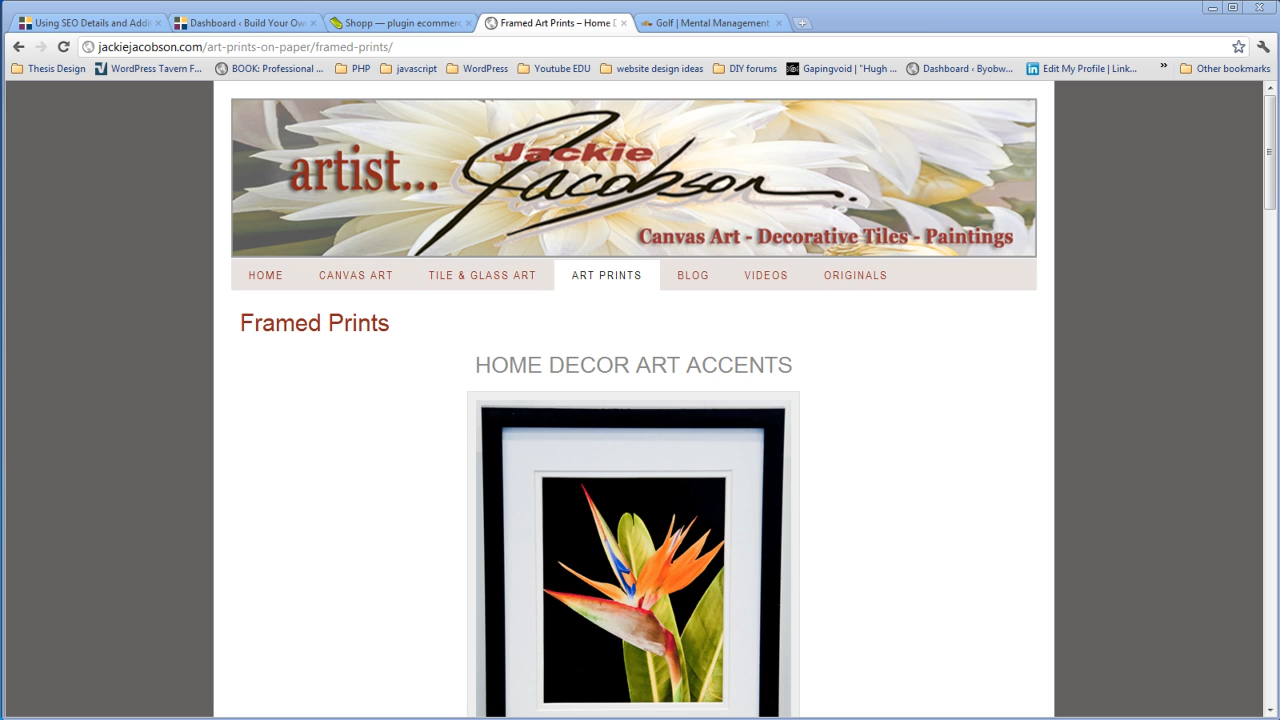 Using SEO Details and Addi
Dashboard ‹ Build Your Ow
Shopp — plugin ecommerc
Framed Art Prints – Home D
Golf | Mental Management
jackiejacobson.com/art-prints-on-paper/framed-prints/
Thesis Design
WordPress Tavern F...
BOOK: Professional ...
PHP
javascript
WordPress
Youtube EDU
website design ideas
DIY forums
Gapingvoid | "Hugh ...
Dashboard ‹ Byobw...
Edit My Profile | Link...
»
Other bookmarks
artist...
Jackie
Jacobson.
Canvas Art - Decorative Tiles - Paintings
HOME
CANVAS ART
TILE & GLASS ART
ART PRINTS
BLOG
VIDEOS
ORIGINALS
Framed Prints
HOME DECOR ART ACCENTS